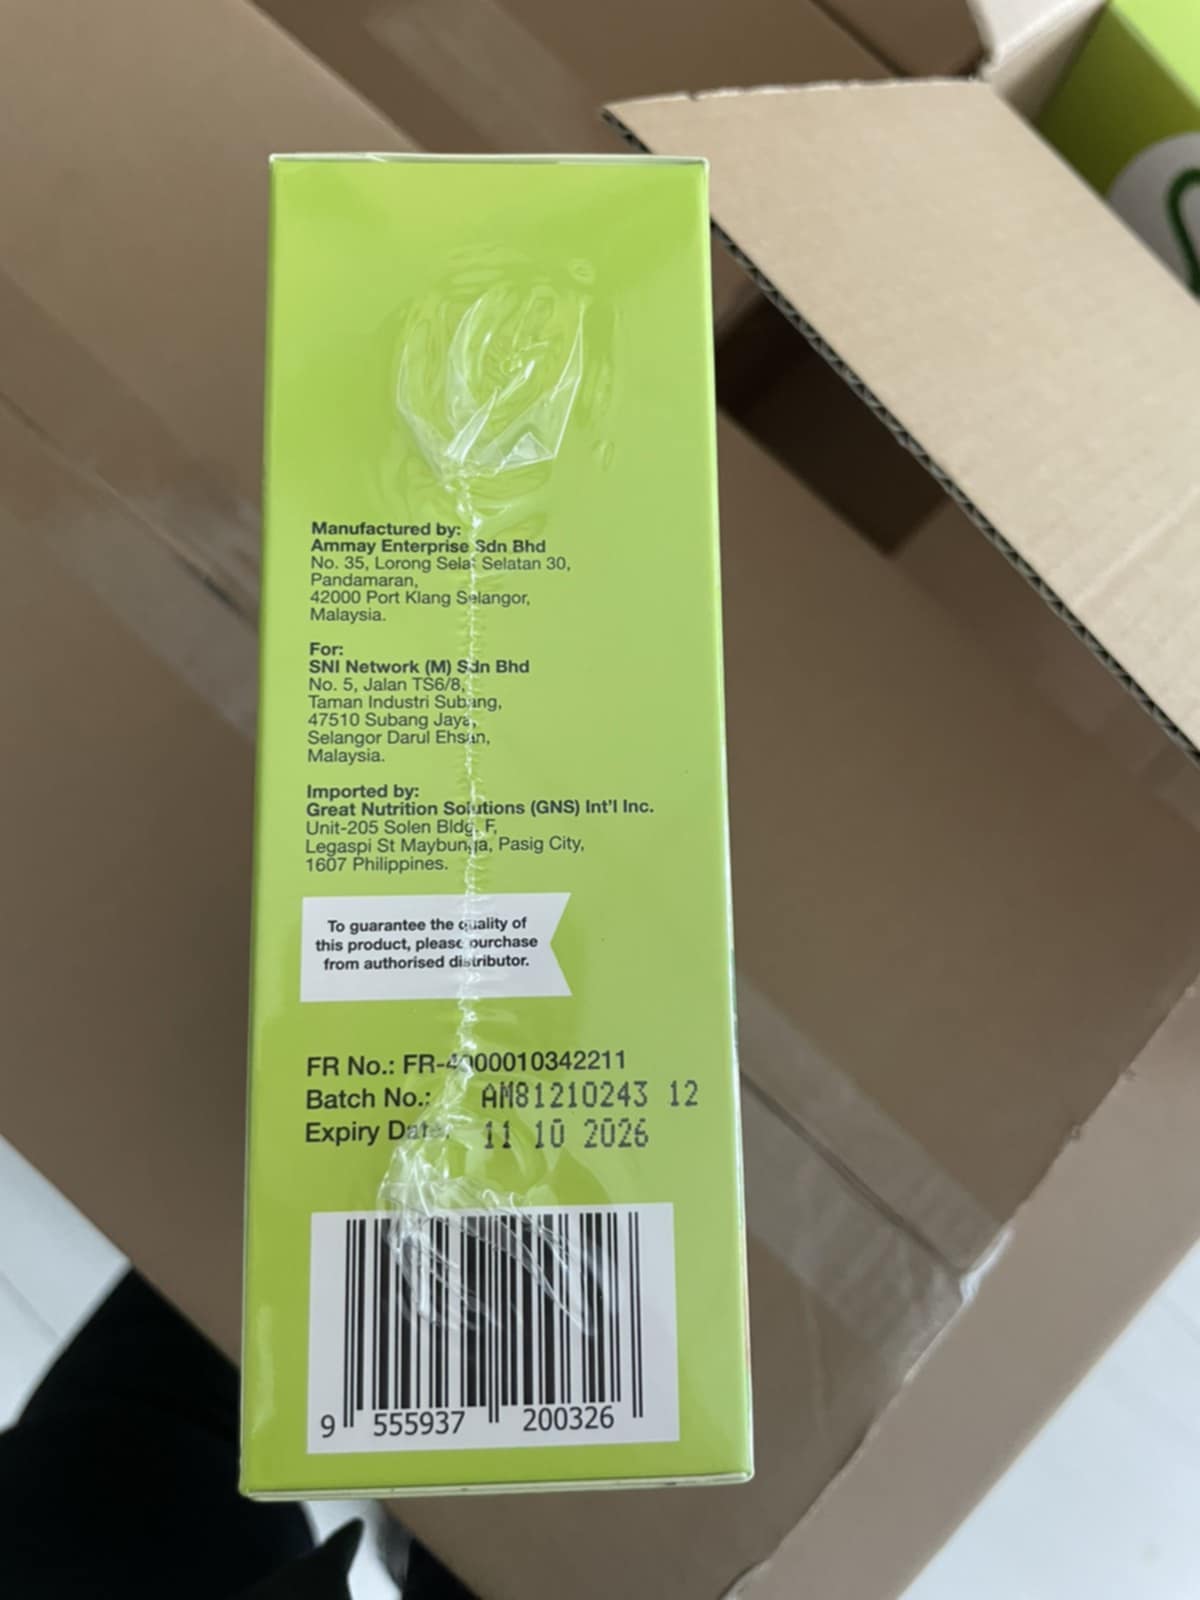 Manufactured by:
Ammay Enterprise Sdn Bhd
No. 35, Lorong Selat Selatan 30,
Pandamaran,
42000 Port Klang Selangor,
Malaysia.
For:
SNI Network (M) Sdn Bhd
No. 5, Jalan TS6/8,
Taman Industri Subang,
47510 Subang Jaya,
Selangor Darul Ehsan,
Malaysia.
Imported by:
Great Nutrition Solutions (GNS) Int'l Inc.
Unit-205 Solen Bldg. F,
Legaspi St Maybunga, Pasig City,
1607 Philippines.
To guarantee the quality of
this product, please purchase
from authorised distributor.
FR No.: FR-4000010342211
Batch No.: AM81210243 12
Expiry Date: 11 10 2026
9 555937 200326